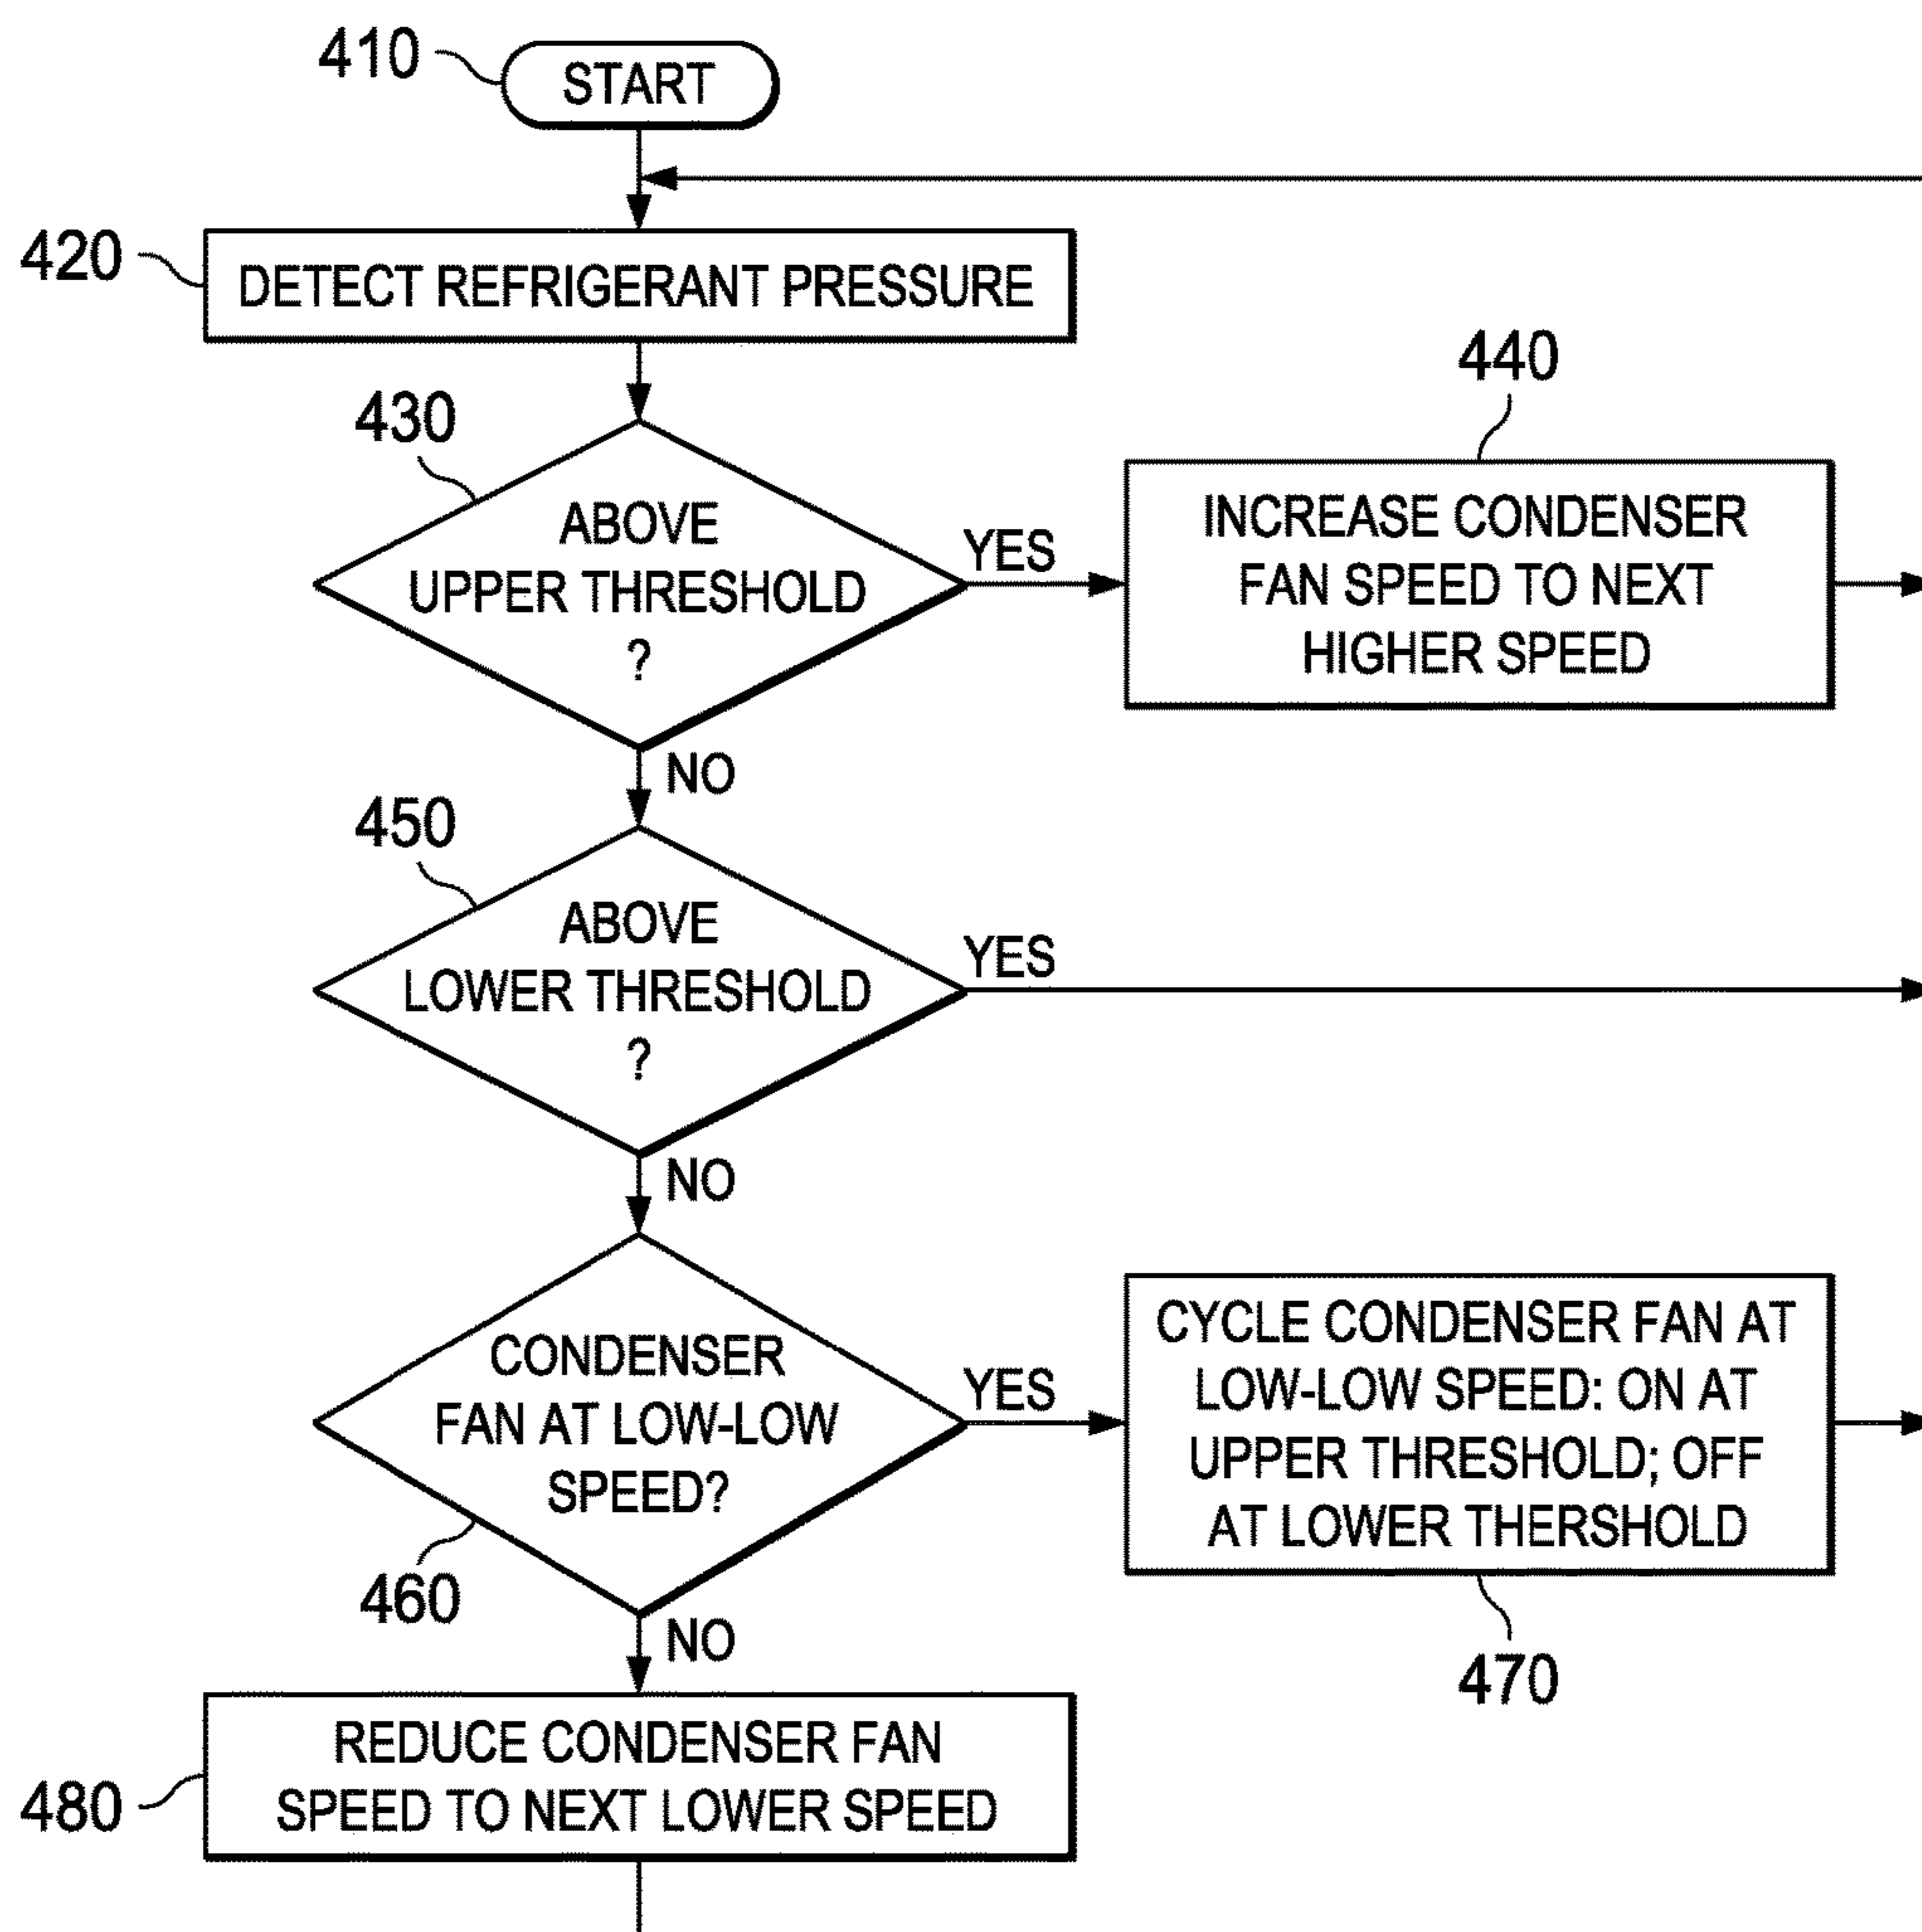 410
START
420
DETECT REFRIGERANT PRESSURE
430
ABOVE
UPPER THRESHOLD
?
YES
440
INCREASE CONDENSER
FAN SPEED TO NEXT
HIGHER SPEED
NO
450
ABOVE
LOWER THRESHOLD
?
YES
NO
CONDENSER
FAN AT LOW-LOW
SPEED?
460
YES
CYCLE CONDENSER FAN AT
LOW-LOW SPEED: ON AT
UPPER THRESHOLD; OFF
AT LOWER THERSHOLD
470
NO
480
REDUCE CONDENSER FAN
SPEED TO NEXT LOWER SPEED